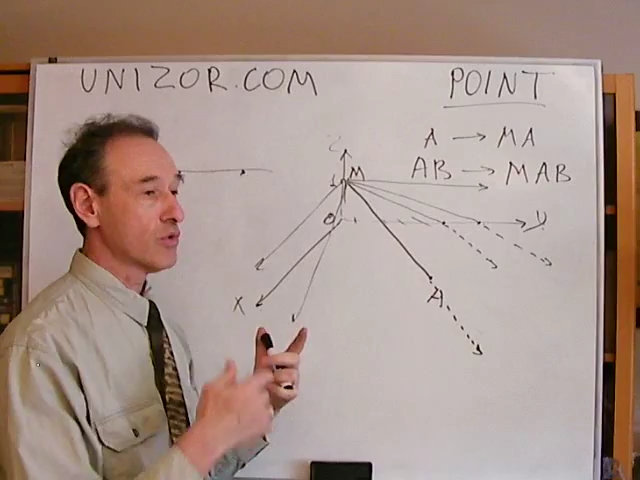 UNIZOR.COM
POINT
A → MA
AB → MAB
Z
1 M
0
y
X
A